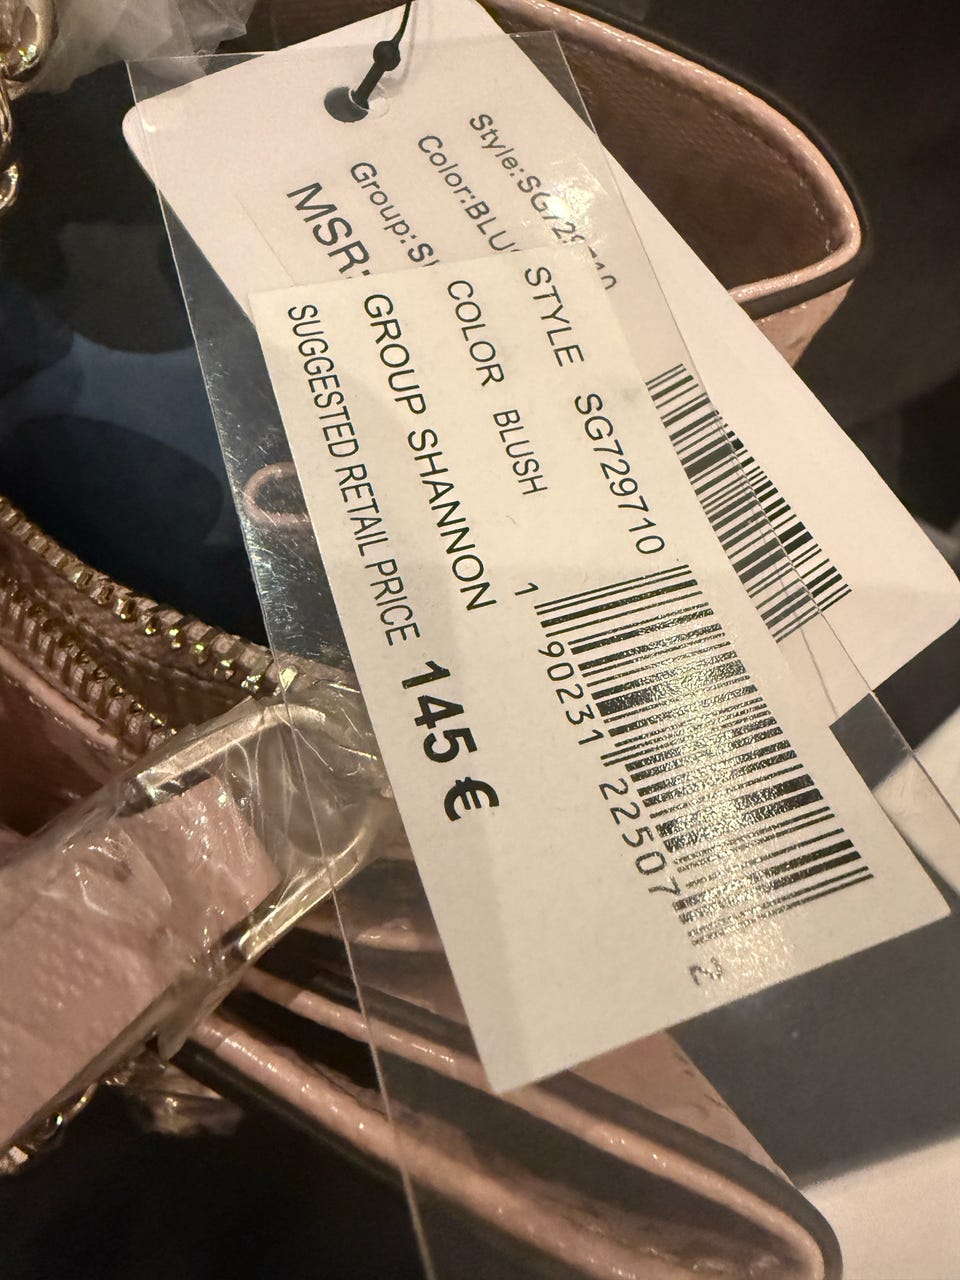 Style:SG729710
Color:BLU
Group:S
MSR
STYLE SG729710
COLOR BLUSH
GROUP SHANNON
SUGGESTED RETAIL PRICE 145 €
1 90231 22507 2